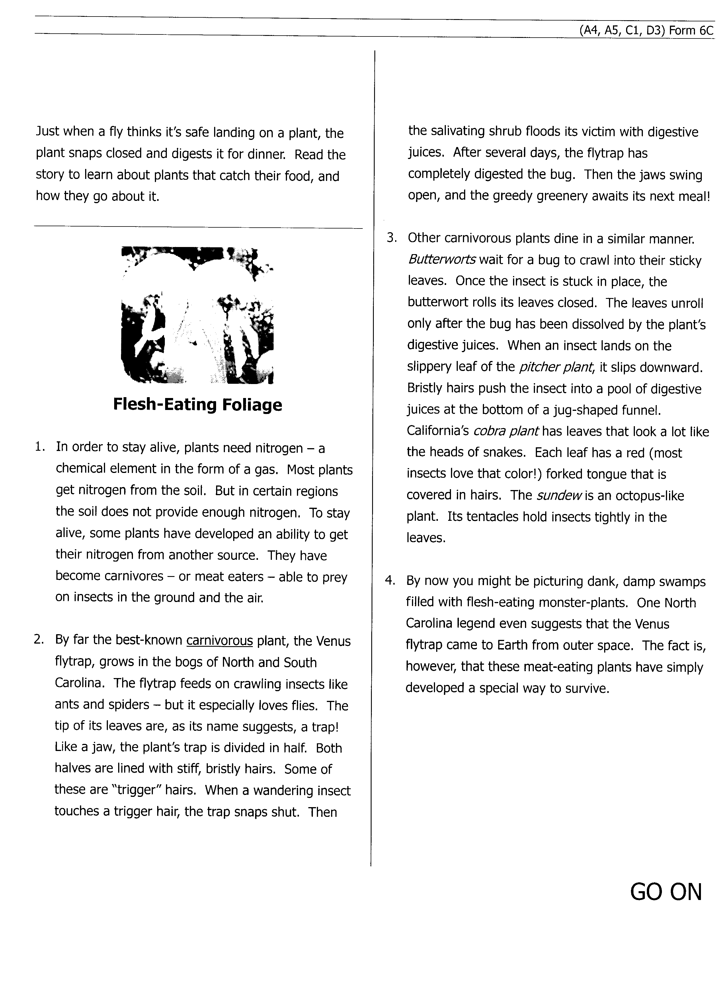 (A4, A5, C1, D3) Form 6C
Just when a fly thinks it's safe landing on a plant, the
plant snaps closed and digests it for dinner.  Read the
story to learn about plants that catch their food, and
how they go about it.
Flesh-Eating Foliage
1. In order to stay alive, plants need nitrogen – a
chemical element in the form of a gas.  Most plants
get nitrogen from the soil.  But in certain regions
the soil does not provide enough nitrogen.  To stay
alive, some plants have developed an ability to get
their nitrogen from another source.  They have
become carnivores – or meat eaters – able to prey
on insects in the ground and the air.
2. By far the best-known carnivorous plant, the Venus
flytrap, grows in the bogs of North and South
Carolina.  The flytrap feeds on crawling insects like
ants and spiders – but it especially loves flies.  The
tip of its leaves are, as its name suggests, a trap!
Like a jaw, the plant's trap is divided in half.  Both
halves are lined with stiff, bristly hairs.  Some of
these are "trigger" hairs.  When a wandering insect
touches a trigger hair, the trap snaps shut.  Then
the salivating shrub floods its victim with digestive
juices.  After several days, the flytrap has
completely digested the bug.  Then the jaws swing
open, and the greedy greenery awaits its next meal!
3. Other carnivorous plants dine in a similar manner.
Butterworts wait for a bug to crawl into their sticky
leaves.  Once the insect is stuck in place, the
butterwort rolls its leaves closed.  The leaves unroll
only after the bug has been dissolved by the plant's
digestive juices.  When an insect lands on the
slippery leaf of the pitcher plant, it slips downward.
Bristly hairs push the insect into a pool of digestive
juices at the bottom of a jug-shaped funnel.
California's cobra plant has leaves that look a lot like
the heads of snakes.  Each leaf has a red (most
insects love that color!) forked tongue that is
covered in hairs.  The sundew is an octopus-like
plant.  Its tentacles hold insects tightly in the
leaves.
4. By now you might be picturing dank, damp swamps
filled with flesh-eating monster-plants.  One North
Carolina legend even suggests that the Venus
flytrap came to Earth from outer space.  The fact is,
however, that these meat-eating plants have simply
developed a special way to survive.
GO ON